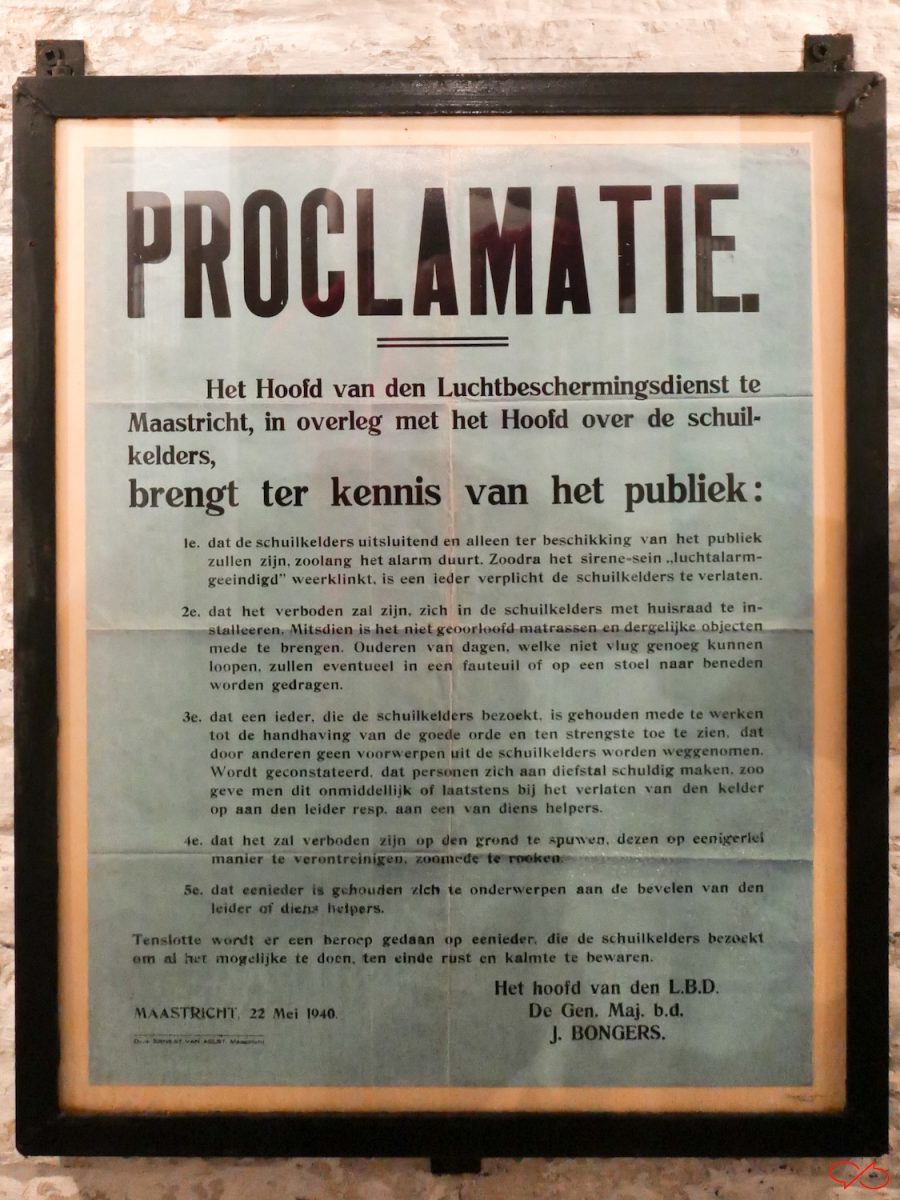 PROCLAMATIE.
Het Hoofd van den Luchtbeschermingsdienst te
Maastricht, in overleg met het Hoofd over de schuil-
kelders,
brengt ter kennis van het publiek:
1e. dat de schuilkelders uitsluitend en alleen ter beschikking van het publiek
zullen zijn, zoolang het alarm duurt. Zoodra het sirene-sein „luchtalarm-
geeindigd" weerklinkt, is een ieder verplicht de schuilkelders te verlaten.
2e. dat het verboden zal zijn, zich in de schuilkelders met huisraad te in-
stalleeren. Mitsdien is het niet geoorloofd matrassen en dergelijke objecten
mede te brengen. Ouderen van dagen, welke niet vlug genoeg kunnen
loopen, zullen eventueel in een fauteuil of op een stoel naar beneden
worden gedragen.
3e. dat een ieder, die de schuilkelders bezoekt, is gehouden mede te werken
tot de handhaving van de goede orde en ten strengste toe te zien, dat
door anderen geen voorwerpen uit de schuilkelders worden weggenomen.
Wordt geconstateerd, dat personen zich aan diefstal schuldig maken, zoo
geve men dit onmiddellijk of laatstens bij het verlaten van den kelder
op aan den leider resp. aan een van diens helpers.
4e. dat het zal verboden zijn op den grond te spuwen, dezen op eenigerlei
manier te verontreinigen, zoomede te rooken.
5e. dat eenieder is gehouden zich te onderwerpen aan de bevelen van den
leider of diens helpers.
Tenslotte wordt er een beroep gedaan op eenieder, die de schuilkelders bezoekt
om al het mogelijke te doen, ten einde rust en kalmte te bewaren.
Het hoofd van den L.B.D.
De Gen. Maj. b.d.
J. BONGERS.
MAASTRICHT, 22 Mei 1940.
ERNEST VAN AELST, Maastricht